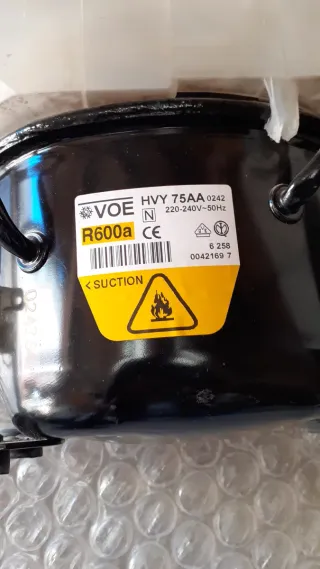 VOE HVY 75AA 0242
N 220-240V~50Hz
R600a CE
6 258
0042169 7
< SUCTION